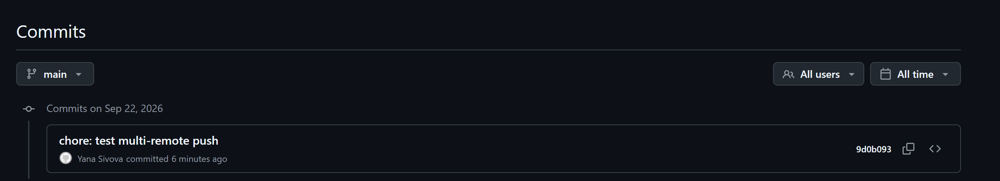 Commits
main
All users
All time
Commits on Sep 22, 2026
chore: test multi-remote push
Yana Sivova committed 6 minutes ago
9d0b093